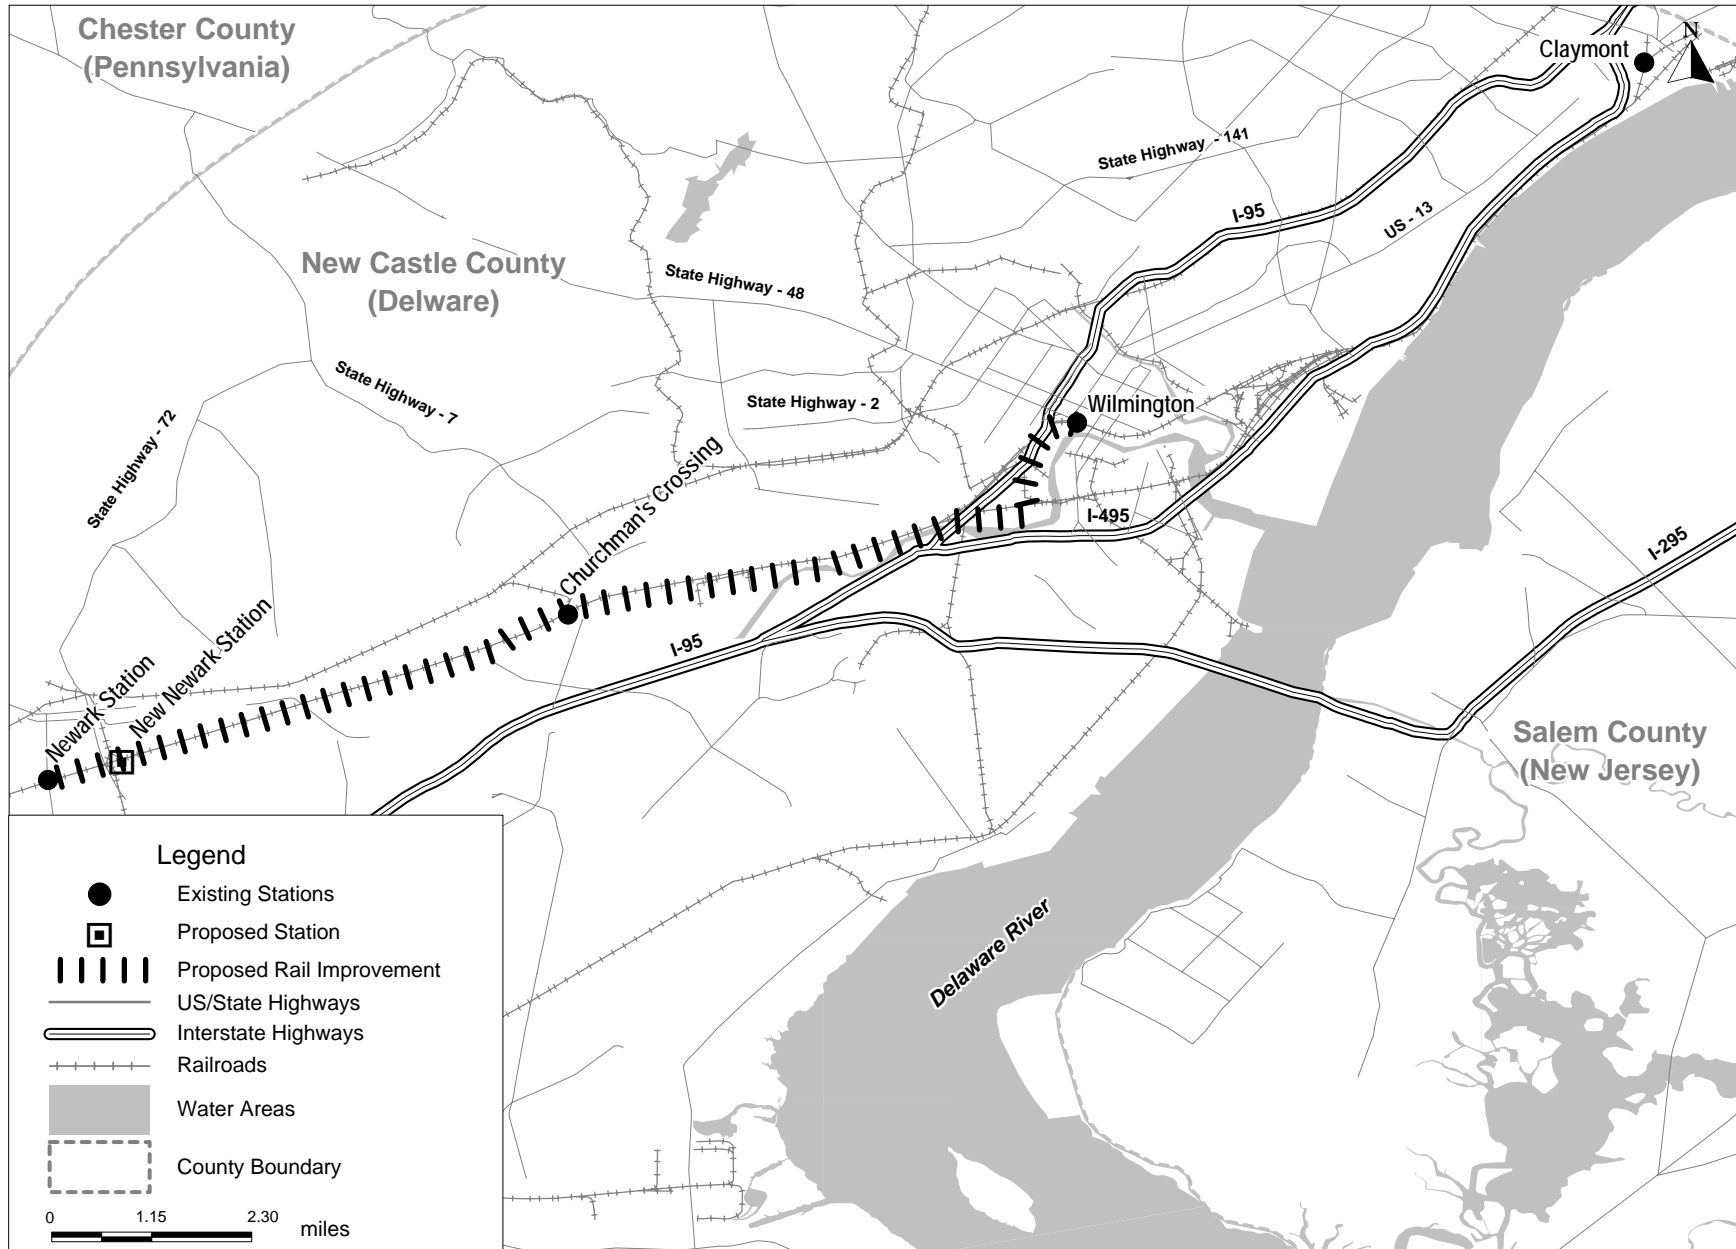 Chester County
(Pennsylvania)
Claymont
N
State Highway - 141
I-95
US - 13
New Castle County
(Delware)
State Highway - 48
State Highway - 7
State Highway - 2
Wilmington
State Highway - 72
Churchman's Crossing
I-495
I-295
I-95
New Newark Station
Newark Station
Salem County
(New Jersey)
Delaware River
Legend
Existing Stations
Proposed Station
Proposed Rail Improvement
US/State Highways
Interstate Highways
Railroads
Water Areas
County Boundary
0 1.15 2.30
miles